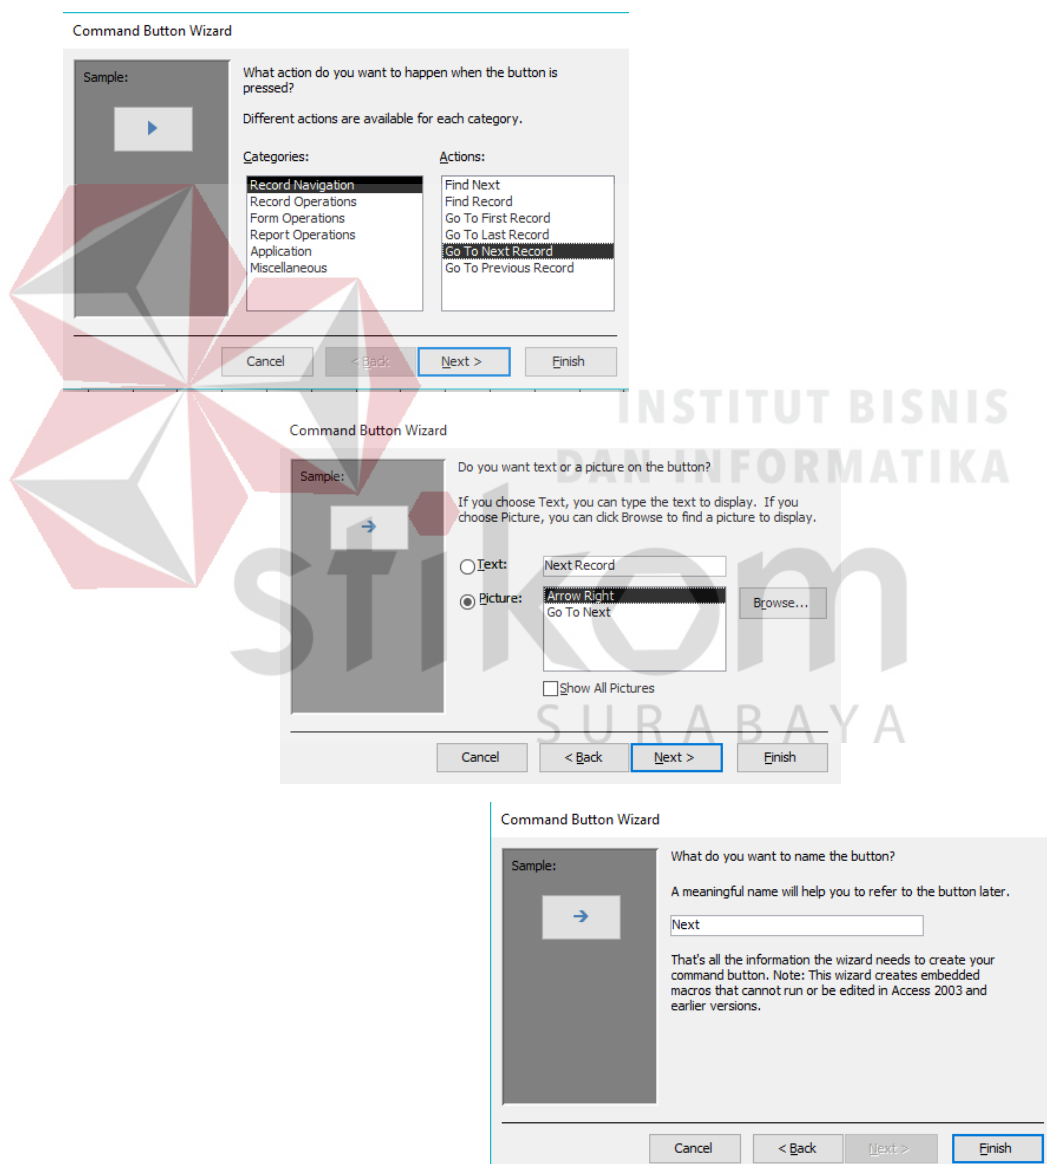 Command Button Wizard
Sample:
What action do you want to happen when the button is
pressed?
Different actions are available for each category.
Categories:
Actions:
Record Navigation
Record Operations
Form Operations
Report Operations
Application
Miscellaneous
Find Next
Find Record
Go To First Record
Go To Last Record
Go To Next Record
Go To Previous Record
Cancel
< Back
Next >
Finish
INSTITUT BISNIS
DAN INFORMATIKA
stikom
SURABAYA
Command Button Wizard
Sample:
Do you want text or a picture on the button?
If you choose Text, you can type the text to display. If you
choose Picture, you can click Browse to find a picture to display.
Text:
Next Record
Picture:
Arrow Right
Go To Next
Browse...
Show All Pictures
Cancel
< Back
Next >
Finish
Command Button Wizard
Sample:
What do you want to name the button?
A meaningful name will help you to refer to the button later.
Next
That's all the information the wizard needs to create your
command button. Note: This wizard creates embedded
macros that cannot run or be edited in Access 2003 and
earlier versions.
Cancel
< Back
Next >
Finish